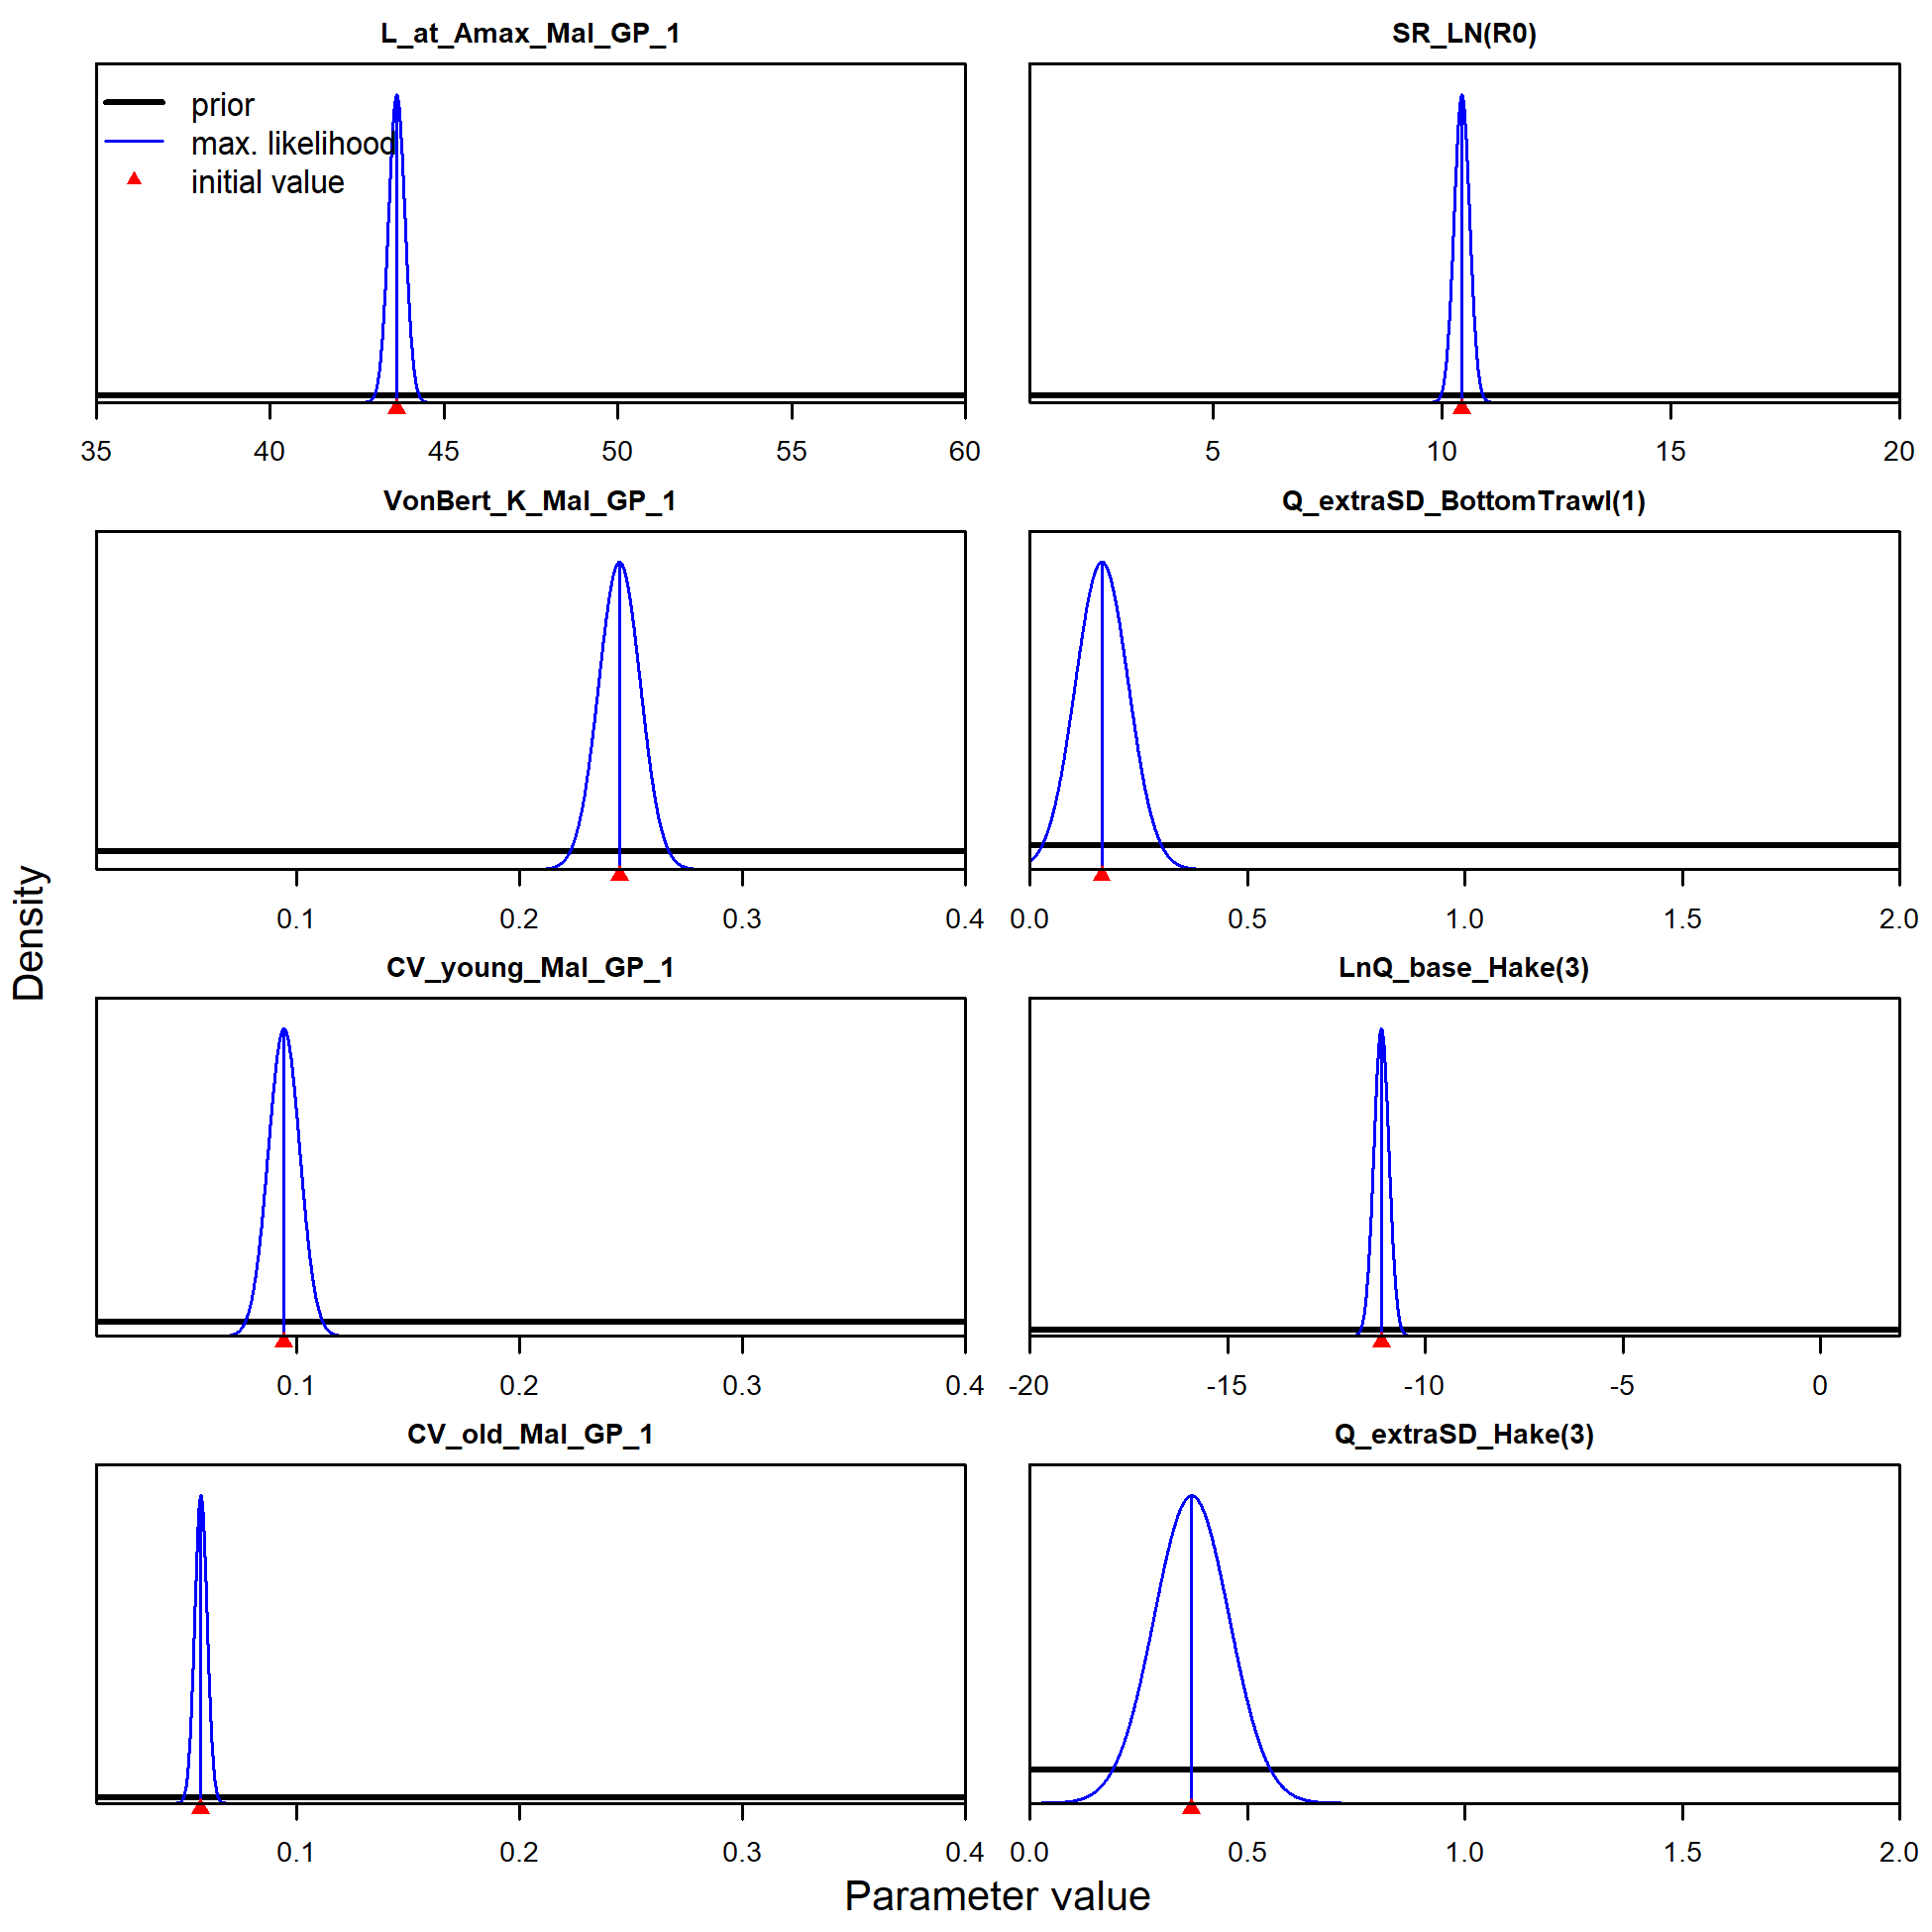 L_at_Amax_Mal_GP_1
prior
max. likelihood
initial value
35 40 45 50 55 60
SR_LN(R0)
5 10 15 20
VonBert_K_Mal_GP_1
0.1 0.2 0.3 0.4
Q_extraSD_BottomTrawl(1)
0.0 0.5 1.0 1.5 2.0
CV_young_Mal_GP_1
0.1 0.2 0.3 0.4
LnQ_base_Hake(3)
-20 -15 -10 -5 0
CV_old_Mal_GP_1
0.1 0.2 0.3 0.4
Q_extraSD_Hake(3)
0.0 0.5 1.0 1.5 2.0
Density
Parameter value